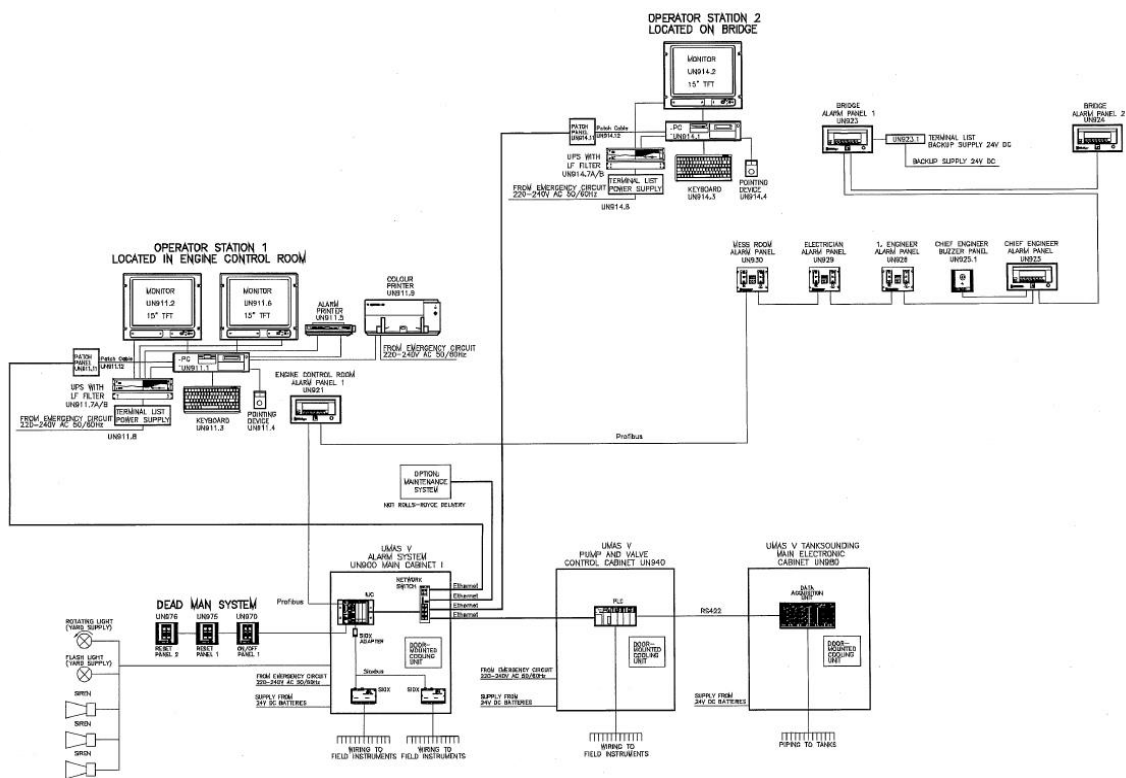 OPERATOR STATION 2
LOCATED ON BRIDGE
MONITOR
UN914.2
15" TFT
PATCH
PANEL
UN914.11
Patch Cable
UN914.12
-PC
UN914.1
UPS WITH
LF FILTER
UN914.7A/B
TERMINAL LIST
POWER SUPPLY
FROM EMERGENCY CIRCUIT
220-240V AC 50/60Hz
UN914.8
KEYBOARD
UN914.3
POINTING
DEVICE
UN914.4
BRIDGE
ALARM PANEL 1
UN923
UN923.1
TERMINAL LIST
BACKUP SUPPLY 24V DC
BACKUP SUPPLY 24V DC
BRIDGE
ALARM PANEL 2
UN924
MESS ROOM
ALARM PANEL
UN930
ELECTRICIAN
ALARM PANEL
UN929
1. ENGINEER
ALARM PANEL
UN926
CHIEF ENGINEER
BUZZER PANEL
UN925.1
CHIEF ENGINEER
ALARM PANEL
UN925
OPERATOR STATION 1
LOCATED IN ENGINE CONTROL ROOM
MONITOR
UN911.2
15" TFT
MONITOR
UN911.6
15" TFT
ALARM
PRINTER
UN911.5
COLOUR
PRINTER
UN911.9
FROM EMERGENCY CIRCUIT
220-240V AC 50/60Hz
PATCH
PANEL
UN911.11
Patch Cable
UN911.12
-PC
UN911.1
UPS WITH
LF FILTER
UN911.7A/B
TERMINAL LIST
POWER SUPPLY
FROM EMERGENCY CIRCUIT
220-240V AC 50/60Hz
UN911.8
KEYBOARD
UN911.3
POINTING
DEVICE
UN911.4
ENGINE CONTROL ROOM
ALARM PANEL 1
UN921
Profibus
OPTION:
MAINTENANCE
SYSTEM
NOT ROLLS-ROYCE DELIVERY
UMAS V
ALARM SYSTEM
UN900 MAIN CABINET 1
NETWORK
SWITCH
Ethernet
Ethernet
Ethernet
Ethernet
Profibus
SIOX
ADAPTER
DOOR-
MOUNTED
COOLING
UNIT
SIOX
SIOX
FROM EMERGENCY CIRCUIT
220-240V AC 50/60Hz
SUPPLY FROM
24V DC BATTERIES
WIRING TO
FIELD INSTRUMENTS
WIRING TO
FIELD INSTRUMENTS
DEAD MAN SYSTEM
UN976
UN975
UN970
RESET
PANEL 2
RESET
PANEL 1
ON/OFF
PANEL 1
ROTATING LIGHT
(YARD SUPPLY)
FLASH LIGHT
(YARD SUPPLY)
SIREN
SIREN
SIREN
UMAS V
PUMP AND VALVE
CONTROL CABINET UN940
PLC
RS422
DOOR-
MOUNTED
COOLING
UNIT
FROM EMERGENCY CIRCUIT
220-240V AC 50/60Hz
SUPPLY FROM
24V DC BATTERIES
WIRING TO
FIELD INSTRUMENTS
UMAS V TANKSOUNDING
MAIN ELECTRONIC
CABINET UN980
DATA
ACQUISITION
UNIT
DOOR-
MOUNTED
COOLING
UNIT
SUPPLY FROM
24V DC BATTERIES
PIPING TO TANKS